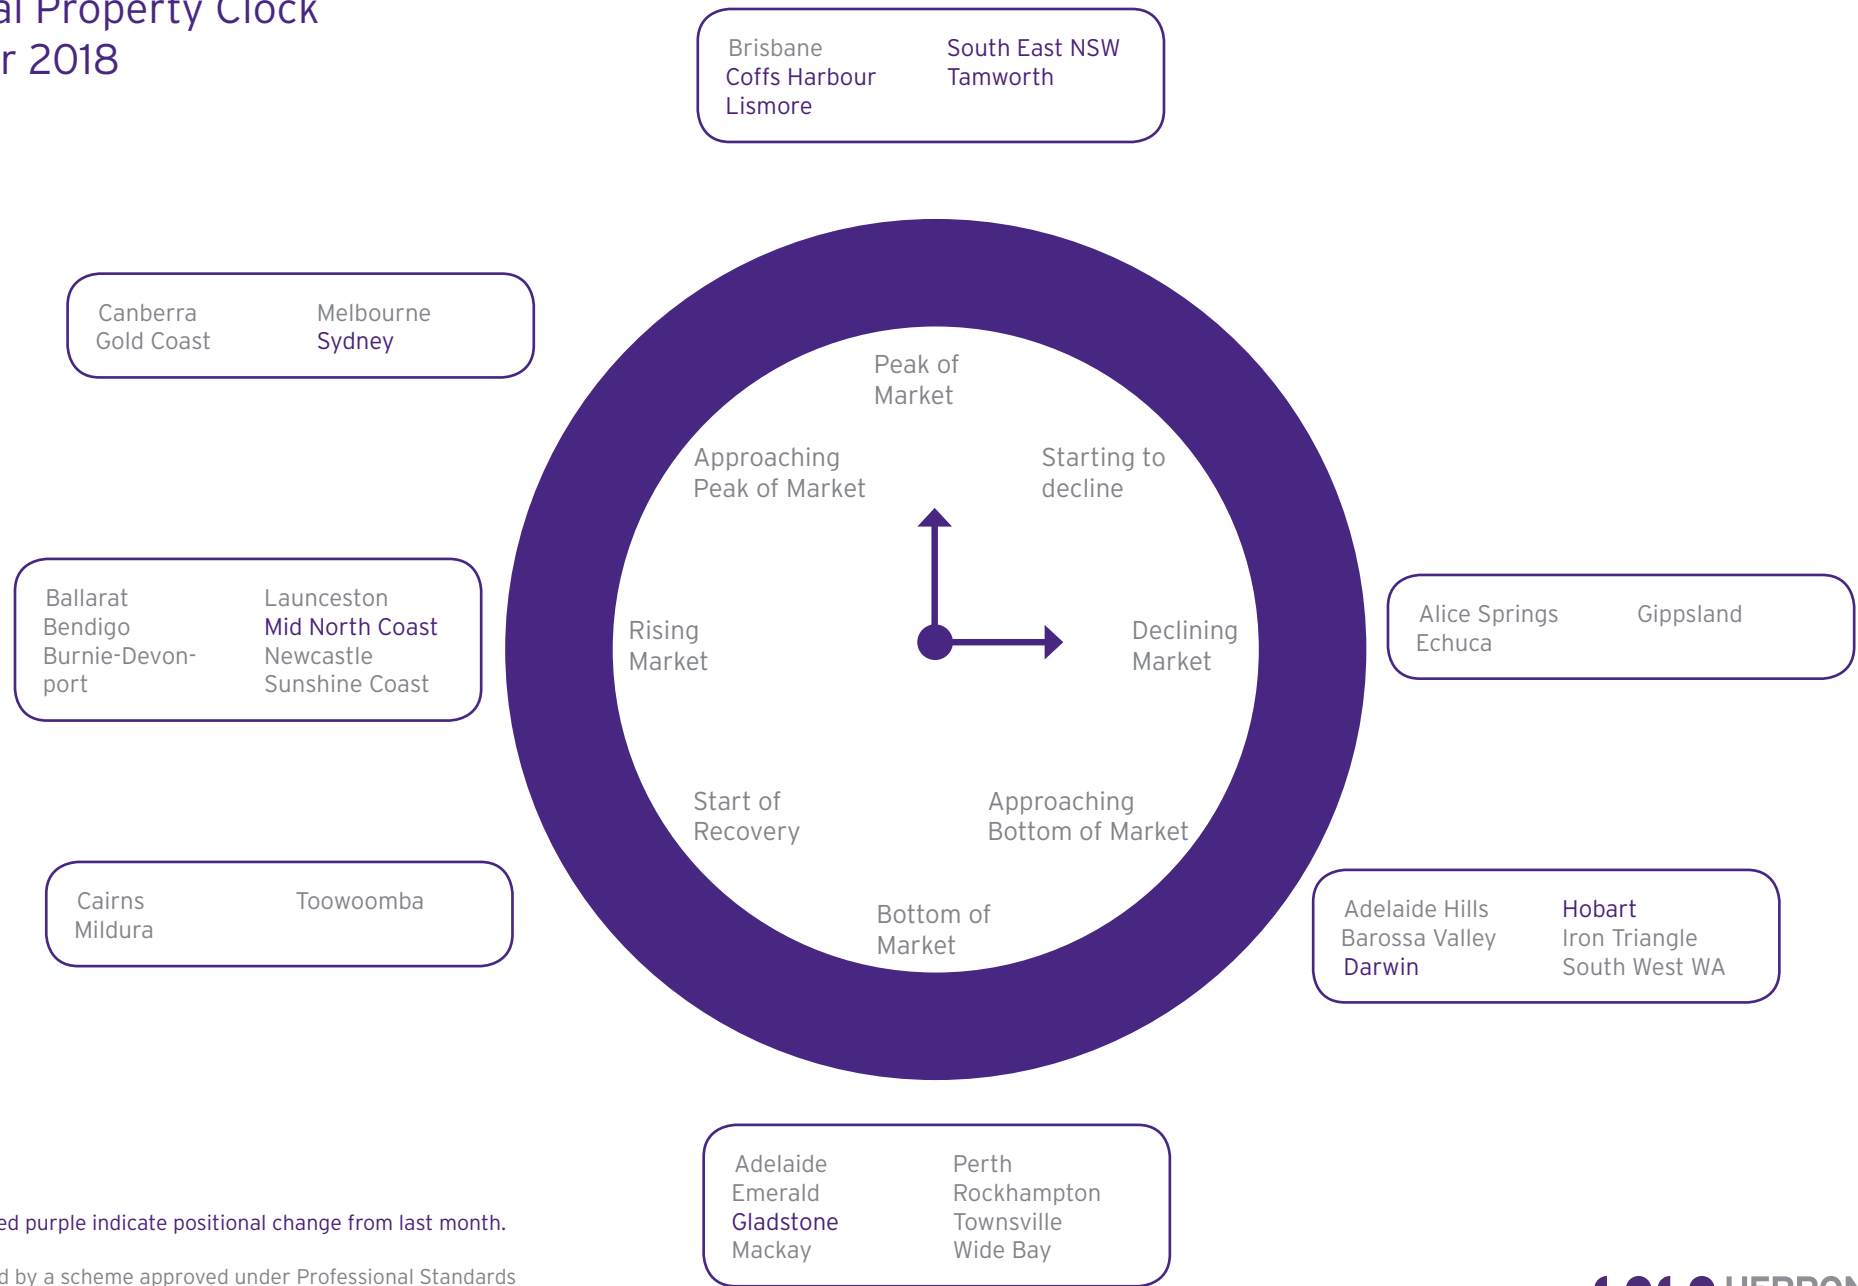 Property Clock
2018
Brisbane
Coffs Harbour
Lismore
South East NSW
Tamworth
Canberra
Gold Coast
Melbourne
Sydney
Peak of
Market
Approaching
Peak of Market
Starting to
decline
Ballarat
Bendigo
Burnie-Devon-
port
Launceston
Mid North Coast
Newcastle
Sunshine Coast
Rising
Market
Declining
Market
Alice Springs
Echuca
Gippsland
Start of
Recovery
Approaching
Bottom of Market
Cairns
Mildura
Toowoomba
Bottom of
Market
Adelaide Hills
Barossa Valley
Darwin
Hobart
Iron Triangle
South West WA
Adelaide
Emerald
Gladstone
Mackay
Perth
Rockhampton
Townsville
Wide Bay
purple indicate positional change from last month.
by a scheme approved under Professional Standards
HERRON